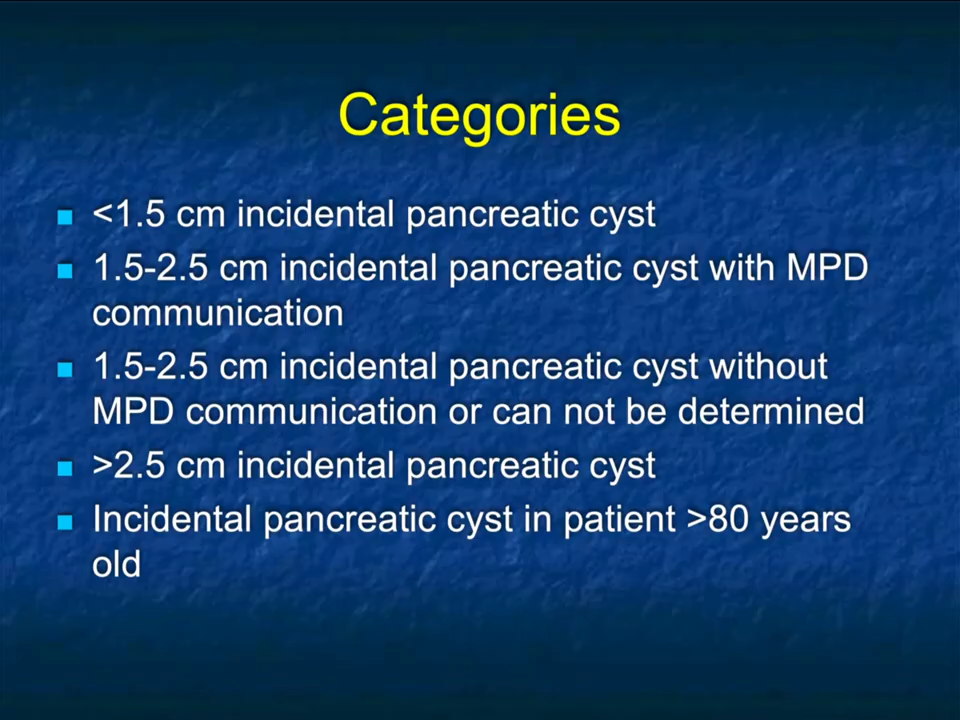 Categories
<1.5 cm incidental pancreatic cyst
1.5-2.5 cm incidental pancreatic cyst with MPD
communication
1.5-2.5 cm incidental pancreatic cyst without
MPD communication or can not be determined
>2.5 cm incidental pancreatic cyst
Incidental pancreatic cyst in patient >80 years
old